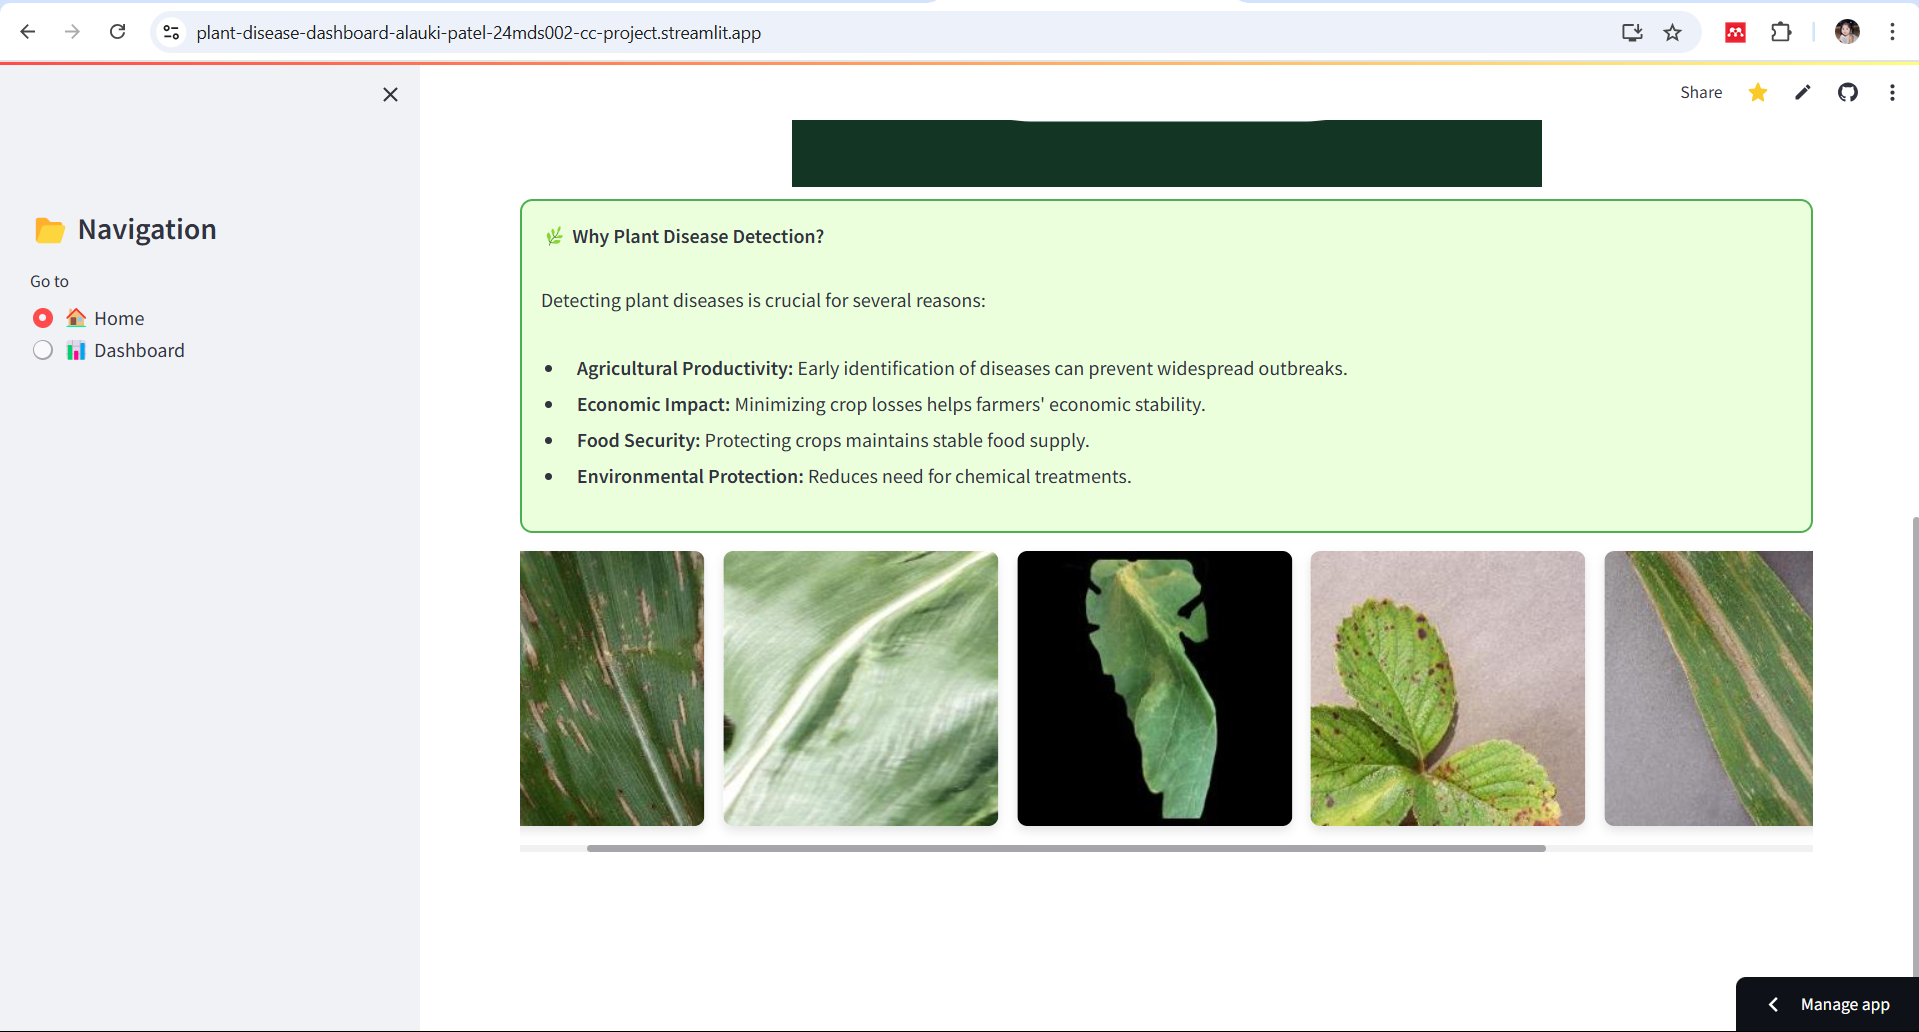 plant-disease-dashboard-alauki-patel-24mds002-cc-project.streamlit.app
Share
Navigation
Go to
Home
Dashboard
Why Plant Disease Detection?
Detecting plant diseases is crucial for several reasons:
Agricultural Productivity: Early identification of diseases can prevent widespread outbreaks.
Economic Impact: Minimizing crop losses helps farmers' economic stability.
Food Security: Protecting crops maintains stable food supply.
Environmental Protection: Reduces need for chemical treatments.
Manage app